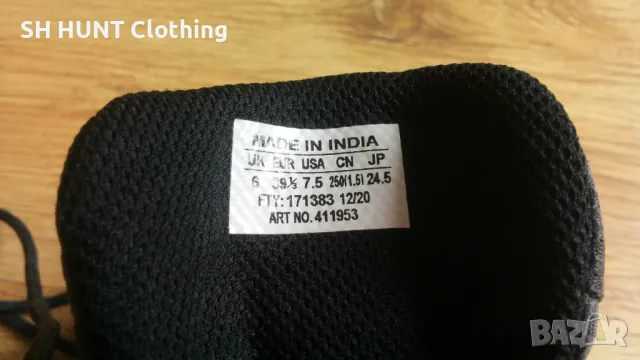 SH HUNT Clothing
MADE IN INDIA
UK EUR USA CN JP
6 39⅓ 7.5 250(1.5) 24.5
FTY: 171383 12/20
ART NO. 411953
BAZAR